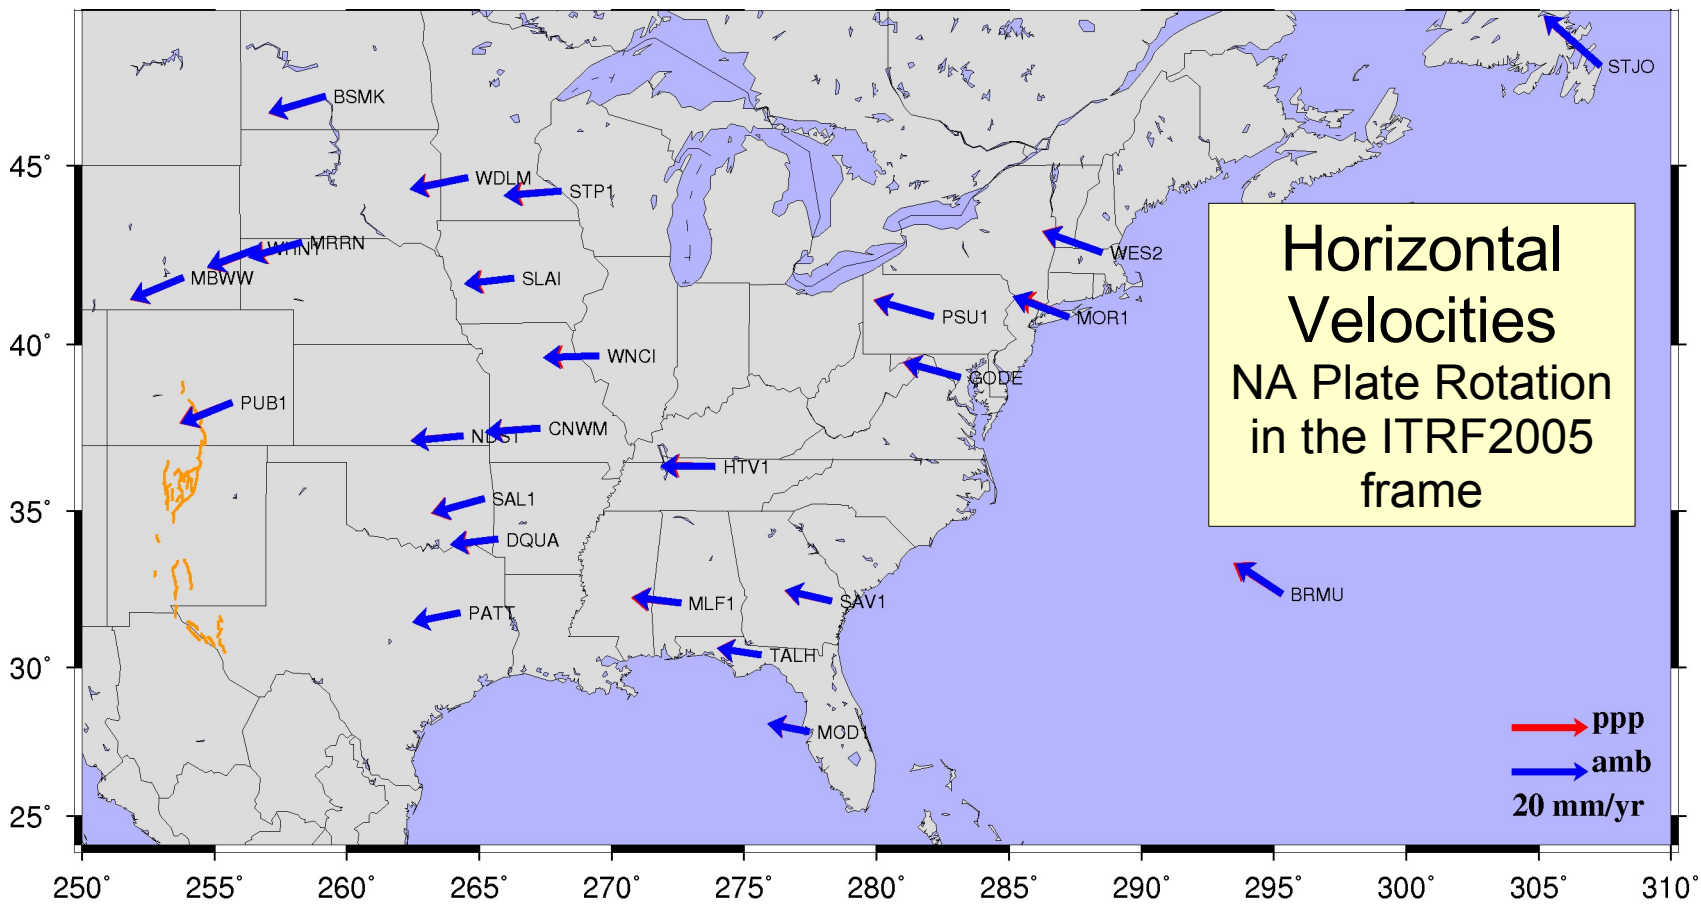 STJO
BSMK
45°
WDLM
STP1
MRRN
WHN1
WES2
MBWW
SLAI
Horizontal
Velocities
NA Plate Rotation
in the ITRF2005
frame
PSU1
MOR1
40°
WNCI
GODE
PUB1
CNWM
NDS1
HTV1
SAL1
35°
DQUA
BRMU
SAV1
MLF1
PATT
TALH
30°
ppp
MOD1
amb
20 mm/yr
25°
250° 255° 260° 265° 270° 275° 280° 285° 290° 295° 300° 305° 310°